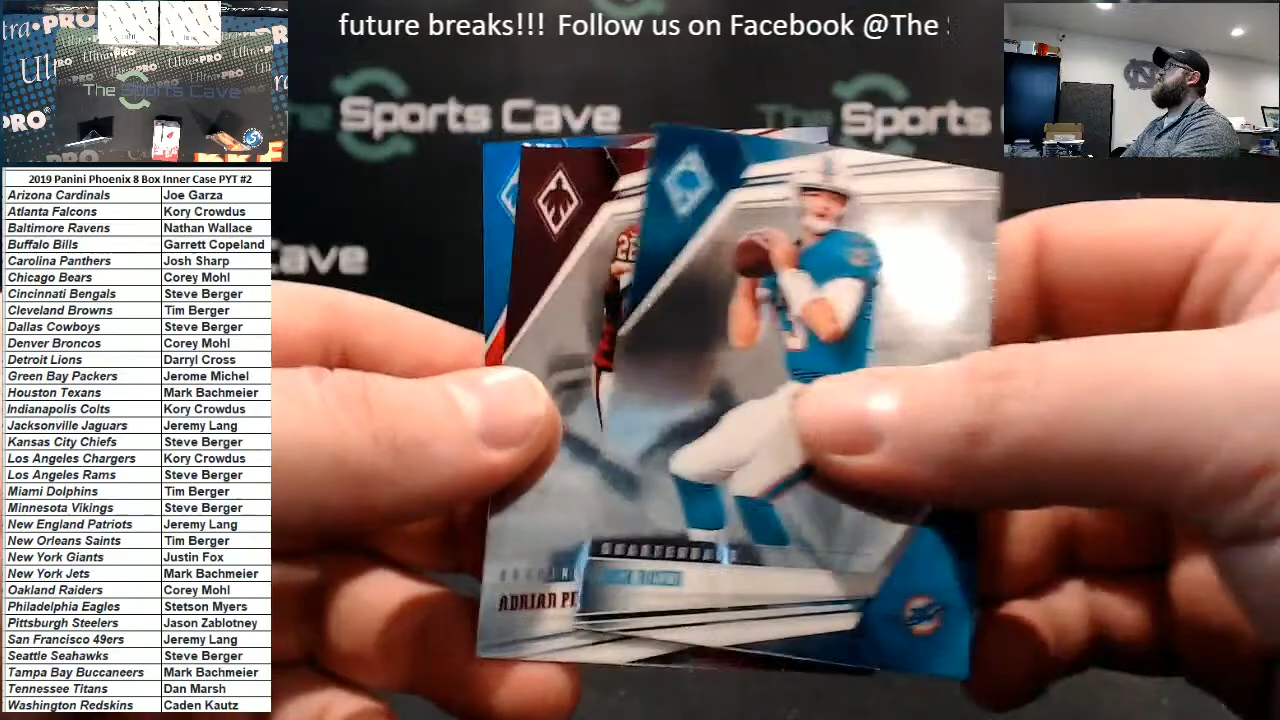 future breaks!!! Follow us on Facebook @The
The Sports Cave
The Sports Cave
The Sports Cave
Cave
Ultra PRO
PRO
2019 Panini Phoenix 8 Box Inner Case PYT #2
Arizona Cardinals Joe Garza
Atlanta Falcons Kory Crowdus
Baltimore Ravens Nathan Wallace
Buffalo Bills Garrett Copeland
Carolina Panthers Josh Sharp
Chicago Bears Corey Mohl
Cincinnati Bengals Steve Berger
Cleveland Browns Tim Berger
Dallas Cowboys Steve Berger
Denver Broncos Corey Mohl
Detroit Lions Darryl Cross
Green Bay Packers Jerome Michel
Houston Texans Mark Bachmeier
Indianapolis Colts Kory Crowdus
Jacksonville Jaguars Jeremy Lang
Kansas City Chiefs Steve Berger
Los Angeles Chargers Kory Crowdus
Los Angeles Rams Steve Berger
Miami Dolphins Tim Berger
Minnesota Vikings Steve Berger
New England Patriots Jeremy Lang
New Orleans Saints Tim Berger
New York Giants Justin Fox
New York Jets Mark Bachmeier
Oakland Raiders Corey Mohl
Philadelphia Eagles Stetson Myers
Pittsburgh Steelers Jason Zablotney
San Francisco 49ers Jeremy Lang
Seattle Seahawks Steve Berger
Tampa Bay Buccaneers Mark Bachmeier
Tennessee Titans Dan Marsh
Washington Redskins Caden Kautz
QUARTERBACK
ADRIAN PE